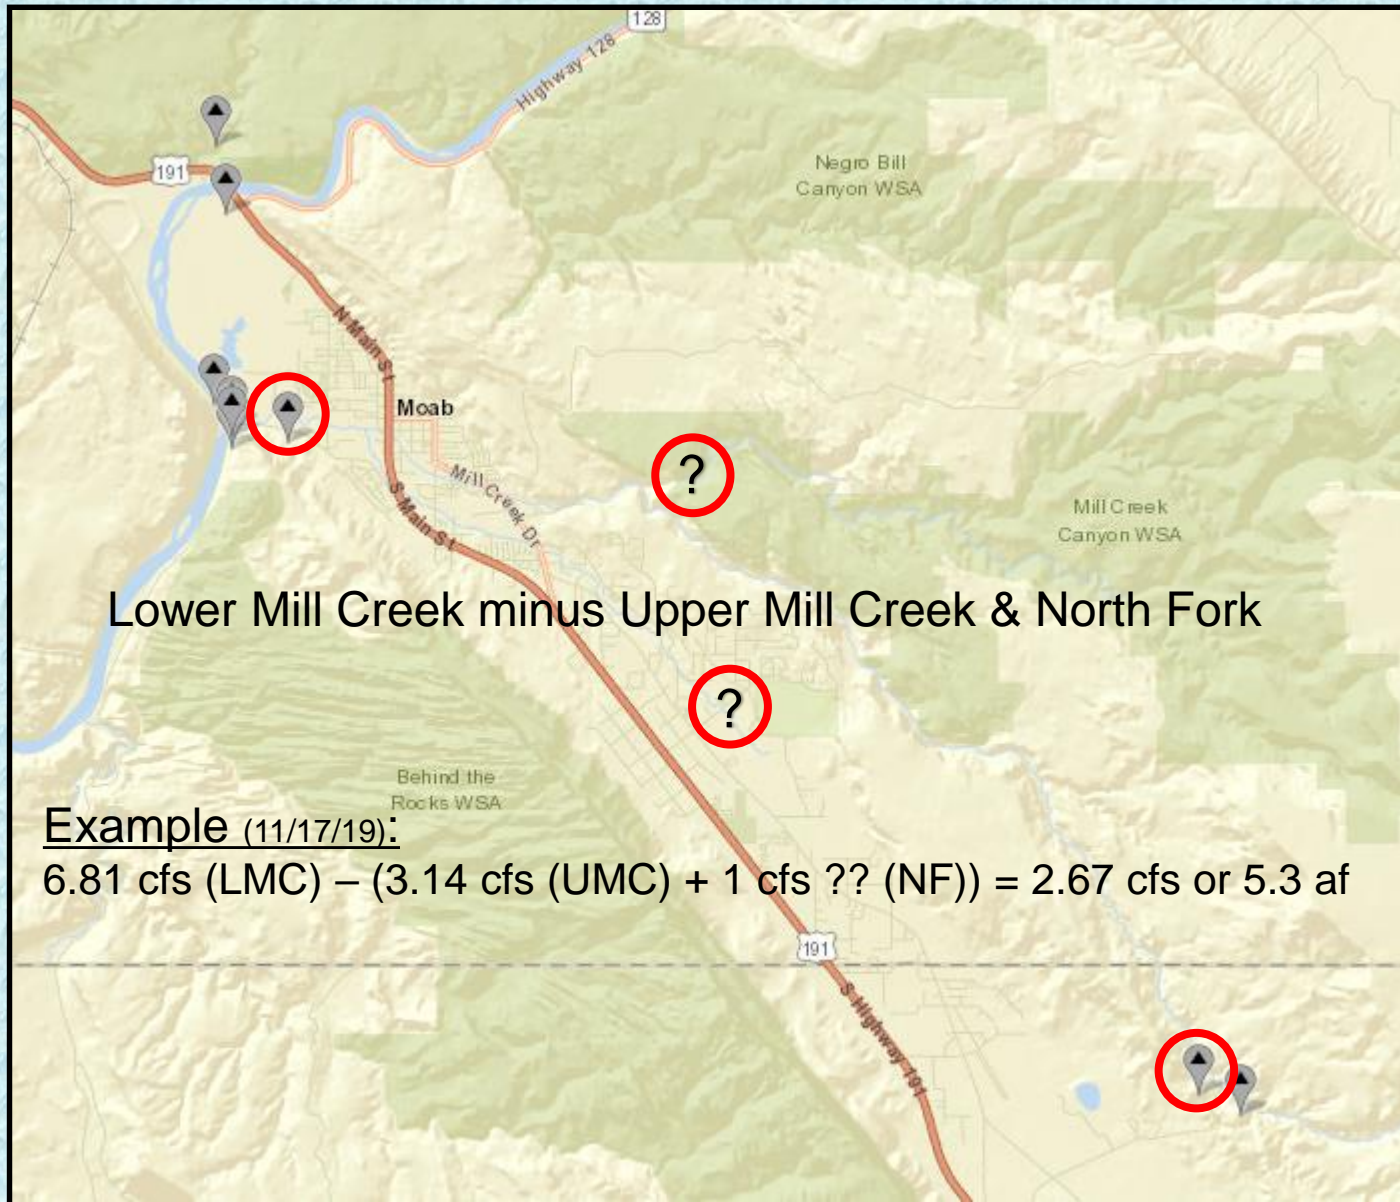 128
Highway 128
191
Negro Bill
Canyon WSA
N Main St
Moab
?
Mill Creek Dr
S Main St
Mill Creek
Canyon WSA
Lower Mill Creek minus Upper Mill Creek & North Fork
?
Behind the
Rocks WSA
Example (11/17/19):
6.81 cfs (LMC) – (3.14 cfs (UMC) + 1 cfs ?? (NF)) = 2.67 cfs or 5.3 af
191
S Highway 191